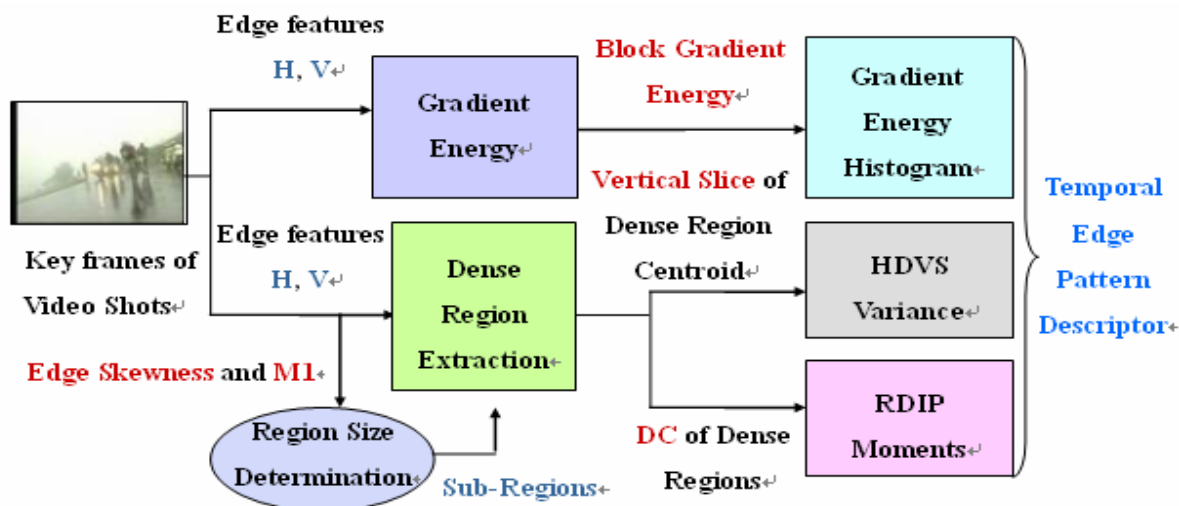 Edge features
H, V↵
Gradient
Energy↵
Block Gradient
Energy↵
Gradient
Energy
Histogram↵
Key frames of
Video Shots↵
Edge features
H, V↵
Dense
Region
Extraction↵
Vertical Slice of
Dense Region
Centroid↵
HDVS
Variance↵
Edge Skewness and M1↵
Region Size
Determination↵
Sub-Regions↵
DC of Dense
Regions↵
RDIP
Moments↵
Temporal
Edge
Pattern
Descriptor↵